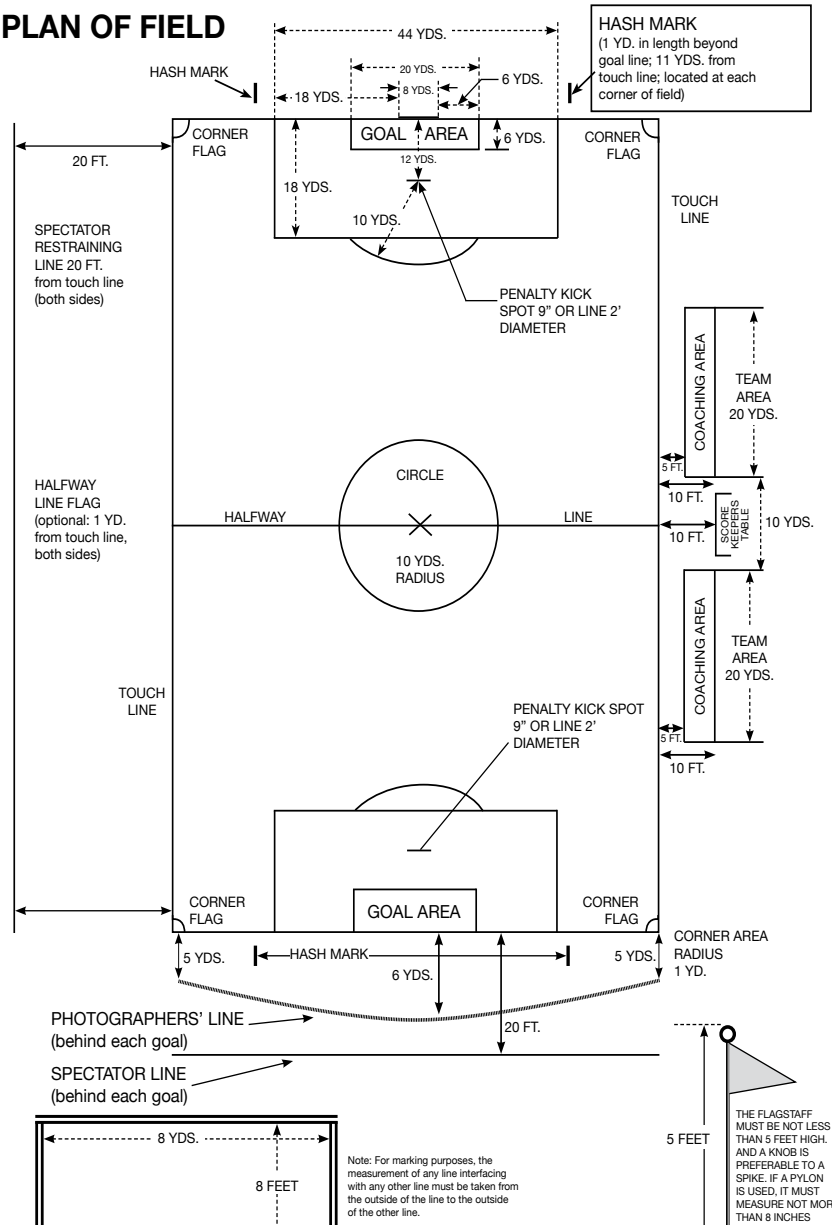 PLAN OF FIELD
44 YDS.
HASH MARK
(1 YD. in length beyond
goal line; 11 YDS. from
touch line; located at each
corner of field)
HASH MARK
20 YDS.
6 YDS.
8 YDS.
18 YDS.
CORNER
FLAG
GOAL AREA
6 YDS.
CORNER
FLAG
20 FT.
12 YDS.
18 YDS.
10 YDS.
TOUCH
LINE
SPECTATOR
RESTRAINING
LINE 20 FT.
from touch line
(both sides)
PENALTY KICK
SPOT 9" OR LINE 2'
DIAMETER
COACHING AREA
TEAM
AREA
20 YDS.
5 FT.
10 FT.
CIRCLE
HALFWAY
LINE FLAG
(optional: 1 YD.
from touch line,
both sides)
HALFWAY
LINE
10 YDS.
RADIUS
10 FT.
SCORE
KEEPERS
TABLE
10 YDS.
COACHING AREA
TEAM
AREA
20 YDS.
5 FT.
10 FT.
TOUCH
LINE
PENALTY KICK SPOT
9" OR LINE 2'
DIAMETER
CORNER
FLAG
GOAL AREA
CORNER
FLAG
CORNER AREA
RADIUS
1 YD.
5 YDS.
HASH MARK
5 YDS.
6 YDS.
PHOTOGRAPHERS' LINE
(behind each goal)
20 FT.
SPECTATOR LINE
(behind each goal)
8 YDS.
8 FEET
Note: For marking purposes, the
measurement of any line interfacing
with any other line must be taken from
the outside of the line to the outside
of the other line.
5 FEET
THE FLAGSTAFF
MUST BE NOT LESS
THAN 5 FEET HIGH.
AND A KNOB IS
PREFERABLE TO A
SPIKE. IF A PYLON
IS USED, IT MUST
MEASURE NOT MOR
THAN 8 INCHES